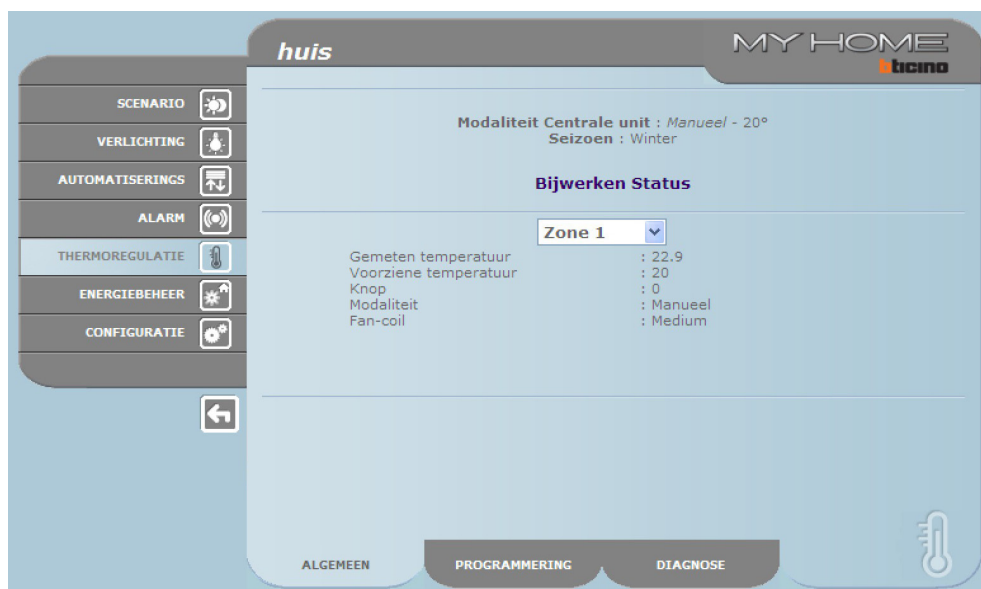 huis
MY HOME
bticino
SCENARIO
VERLICHTING
AUTOMATISERINGS
ALARM
THERMOREGULATIE
ENERGIEBEHEER
CONFIGURATIE
Modaliteit Centrale unit : Manueel - 20°
Seizoen : Winter
Bijwerken Status
Zone 1
Gemeten temperatuur : 22.9
Voorziene temperatuur : 20
Knop : 0
Modaliteit : Manueel
Fan-coil : Medium
ALGEMEEN PROGRAMMERING DIAGNOSE